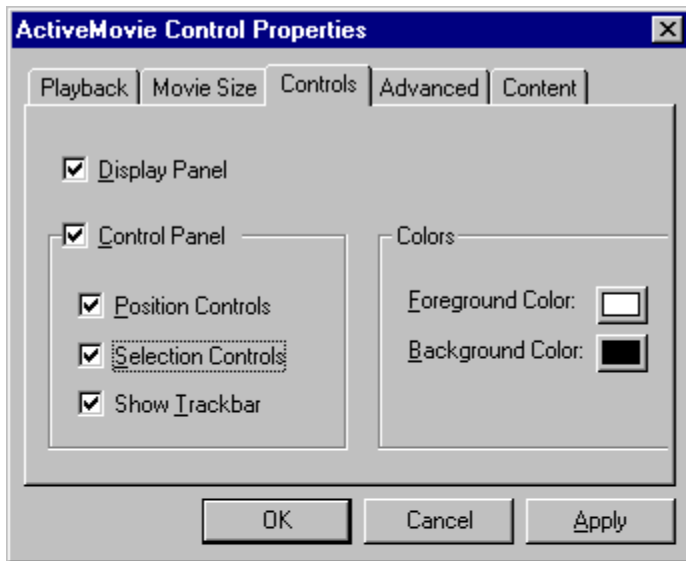 ActiveMovie Control Properties
Playback Movie Size Controls Advanced Content
Display Panel
Control Panel
Position Controls
Selection Controls
Show Trackbar
Colors
Foreground Color:
Background Color:
OK Cancel Apply